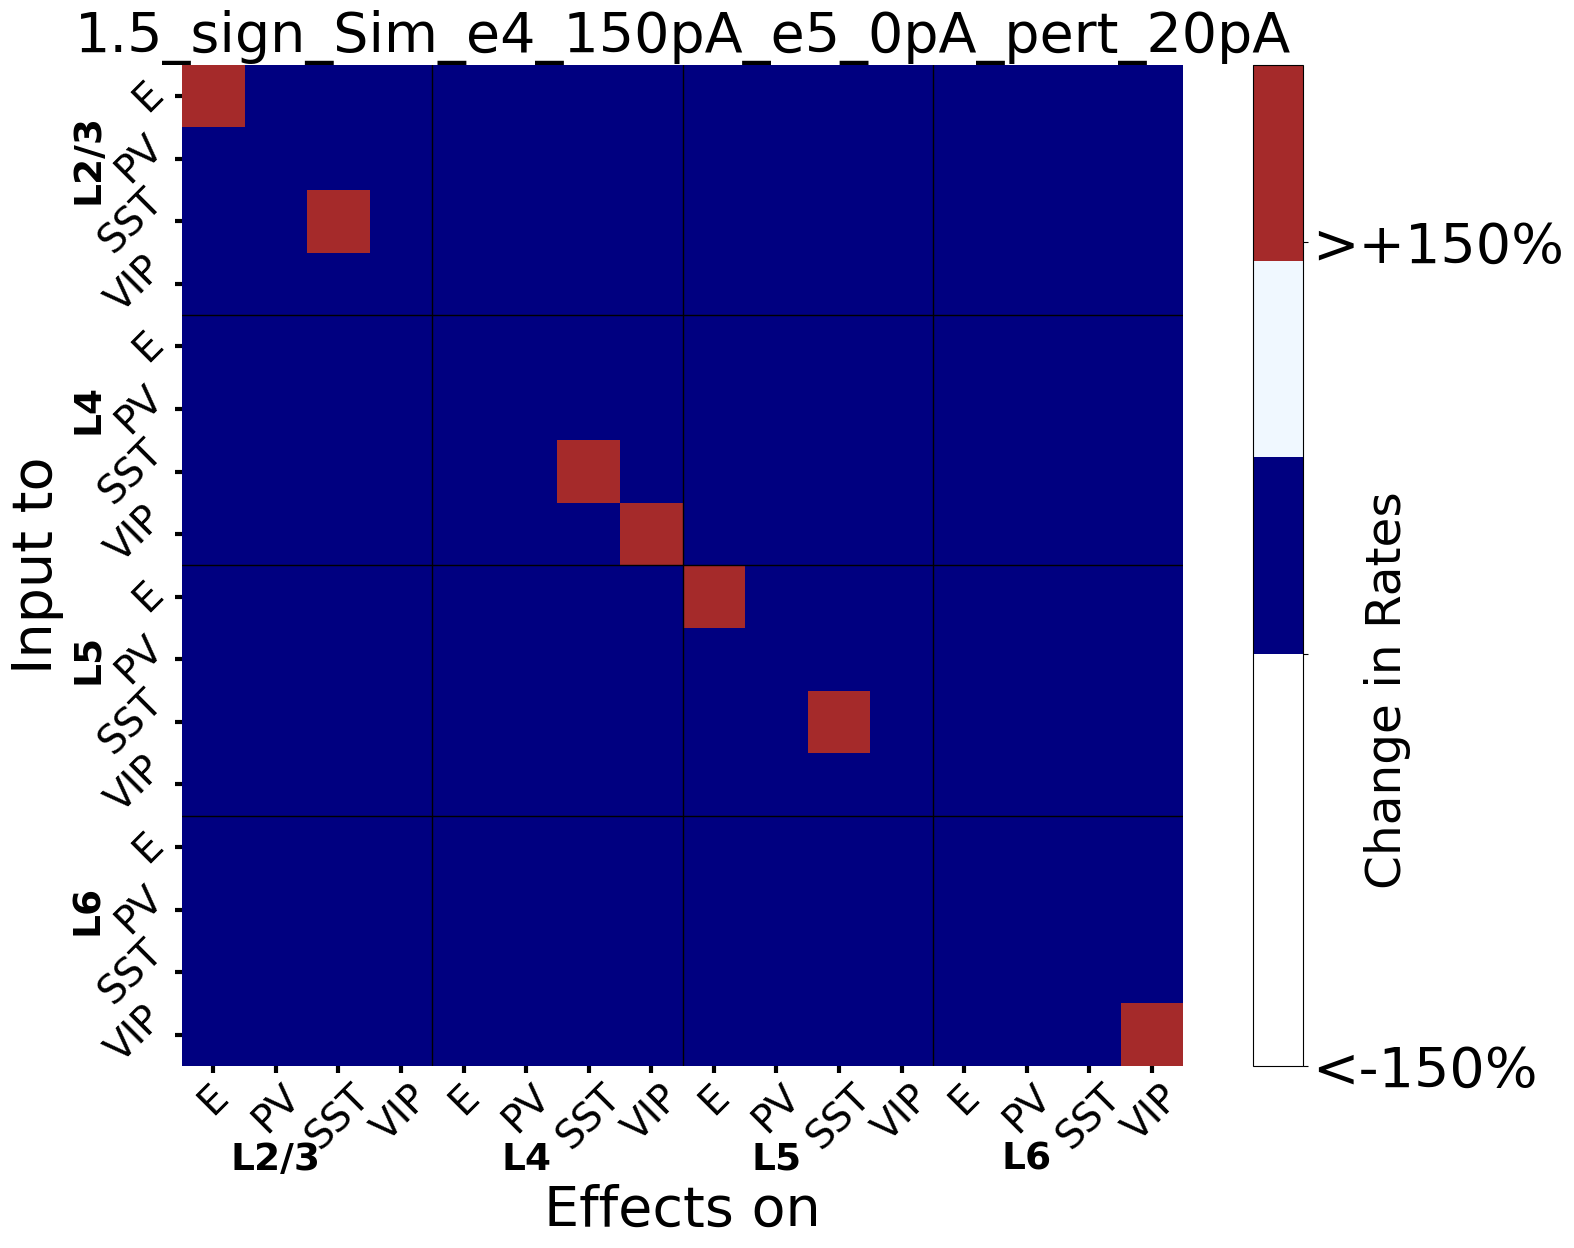 1.5_sign_Sim_e4_150pA_e5_0pA_pert_20pA
Input to
L2/3
E
PV
SST
VIP
L4
E
PV
SST
VIP
L5
E
PV
SST
VIP
L6
E
PV
SST
VIP
E
PV
SST
VIP
E
PV
SST
VIP
E
PV
SST
VIP
E
PV
SST
VIP
L2/3
L4
L5
L6
Effects on
>+150%
<-150%
Change in Rates